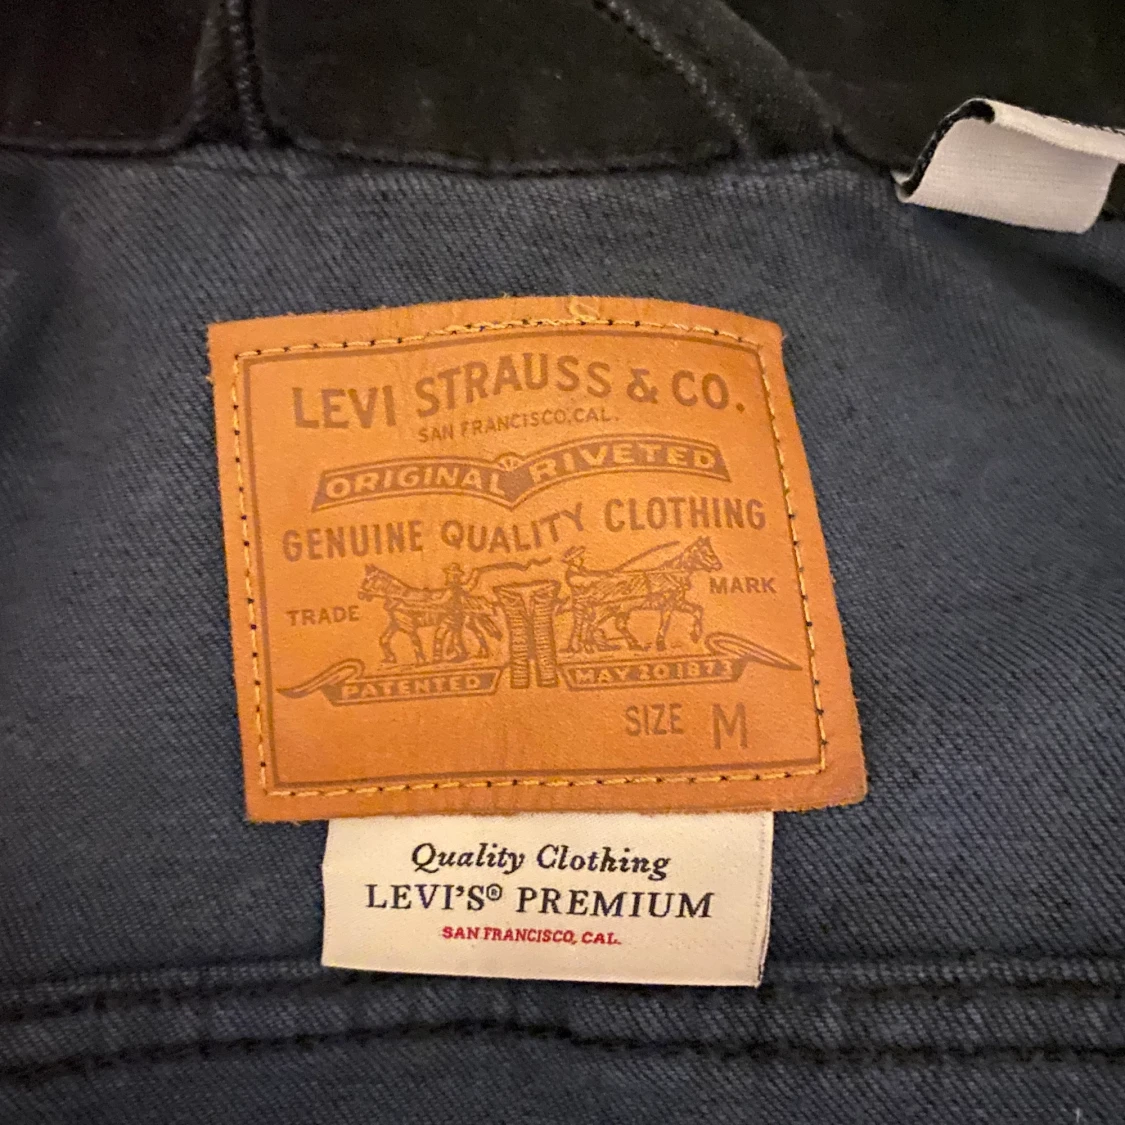 LEVI STRAUSS & CO.
SAN FRANCISCO, CAL.
ORIGINAL RIVETED
GENUINE QUALITY CLOTHING
TRADE MARK
PATENTED MAY 20 1873
SIZE M
Quality Clothing
LEVI'S® PREMIUM
SAN FRANCISCO, CAL.